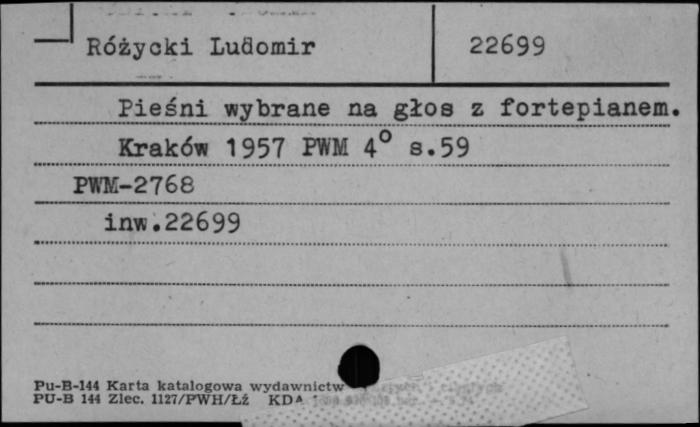 Różycki Ludomir
22699
Pieśni wybrane na głos z fortepianem.
Kraków 1957 PWM 4° s.59
PWM-2768
inw.22699
Pu-B-144 Karta katalogowa wydawnictw
PU-B 144 Zlec. 1127/PWH/Łź KDA